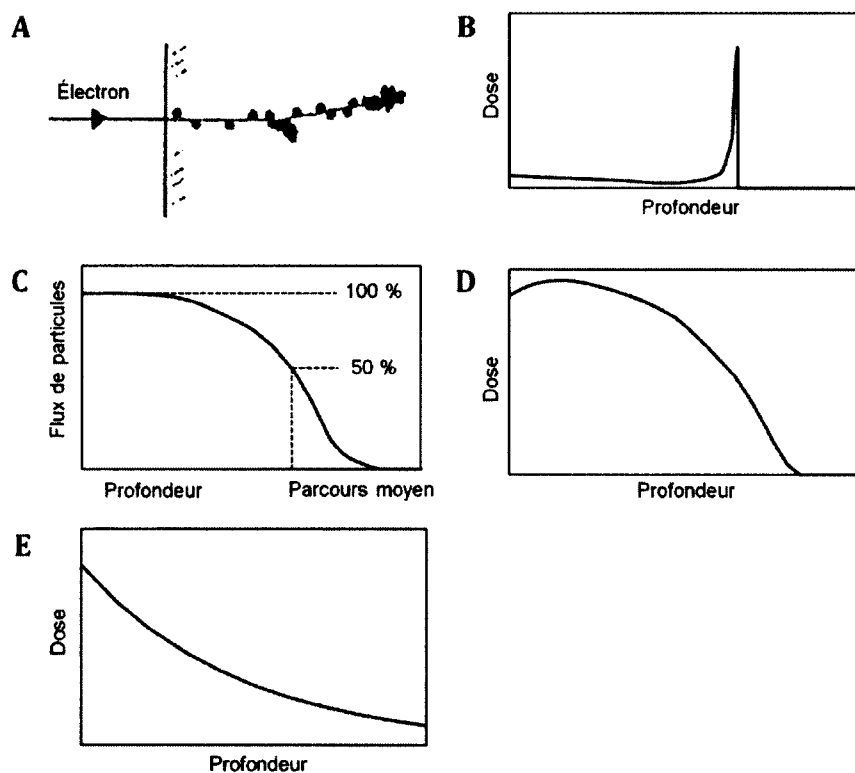 A
Électron
B
Dose
Profondeur
C
Flux de particules
100 %
50 %
Profondeur
Parcours moyen
D
Dose
Profondeur
E
Dose
Profondeur